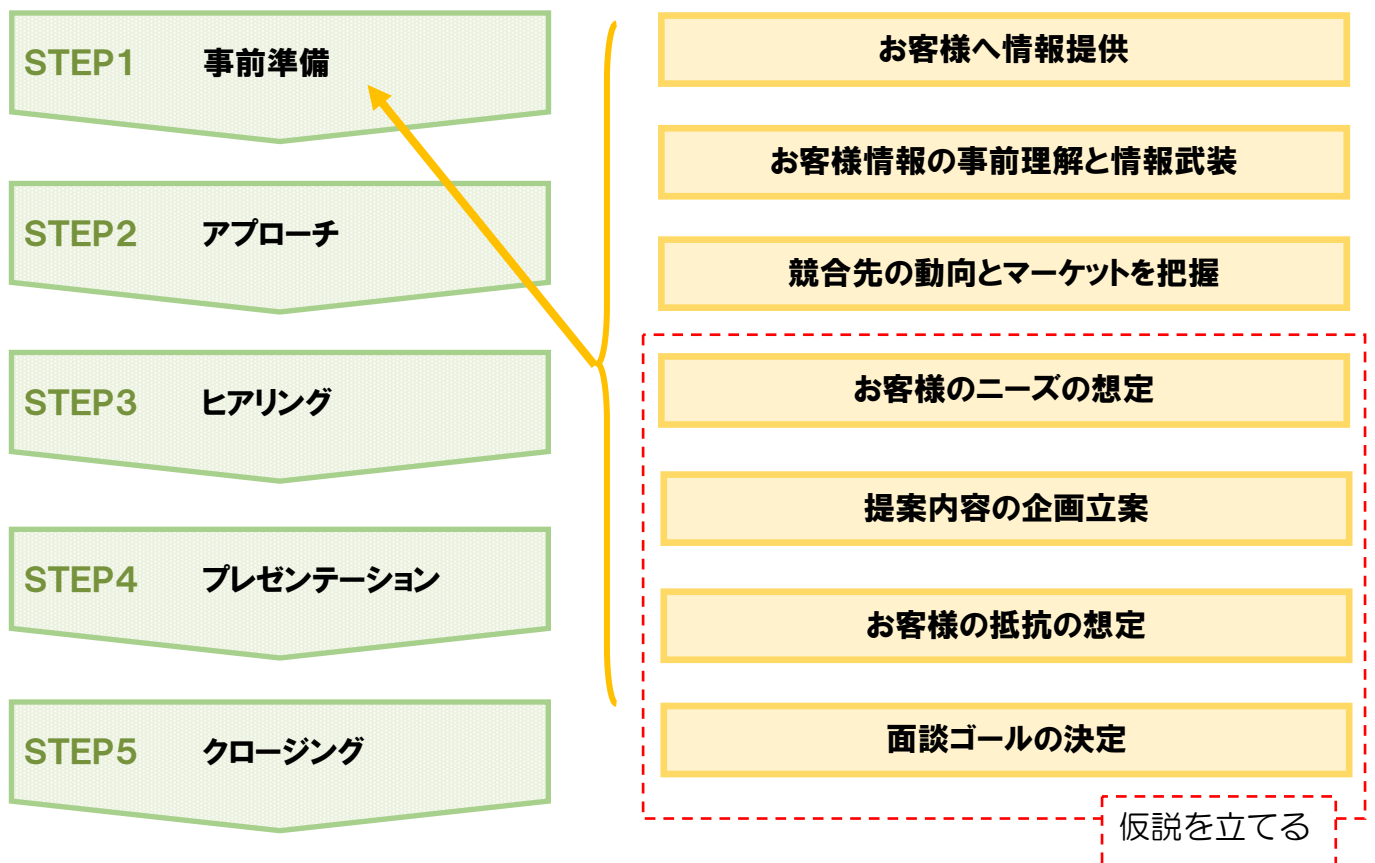 STEP1 事前準備
STEP2 アプローチ
STEP3 ヒアリング
STEP4 プレゼンテーション
STEP5 クロージング
お客様へ情報提供
お客様情報の事前理解と情報武装
競合先の動向とマーケットを把握
お客様のニーズの想定
提案内容の企画立案
お客様の抵抗の想定
面談ゴールの決定
仮説を立てる